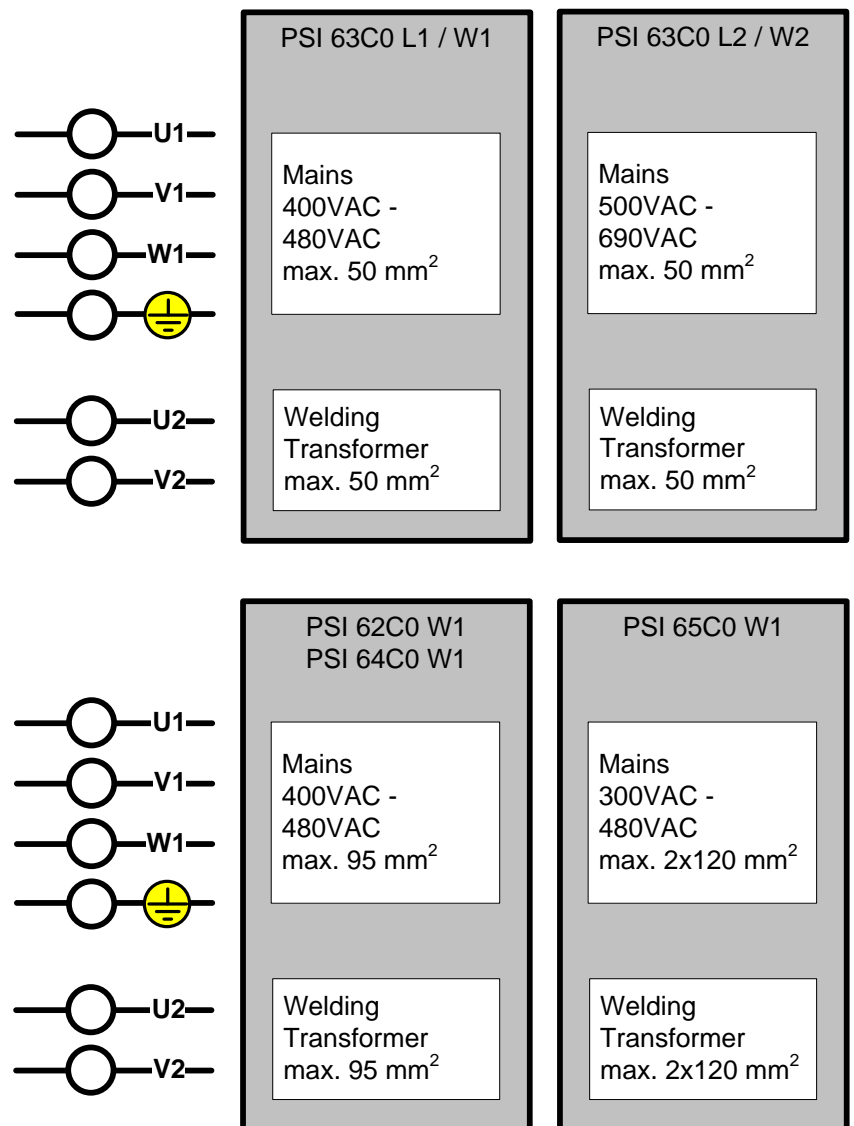 PSI 63C0 L1 / W1
PSI 63C0 L2 / W2
U1
V1
W1
Mains
400VAC -
480VAC
max. 50 mm²
Mains
500VAC -
690VAC
max. 50 mm²
U2
V2
Welding
Transformer
max. 50 mm²
Welding
Transformer
max. 50 mm²
PSI 62C0 W1
PSI 64C0 W1
PSI 65C0 W1
U1
V1
W1
Mains
400VAC -
480VAC
max. 95 mm²
Mains
300VAC -
480VAC
max. 2x120 mm²
U2
V2
Welding
Transformer
max. 95 mm²
Welding
Transformer
max. 2x120 mm²